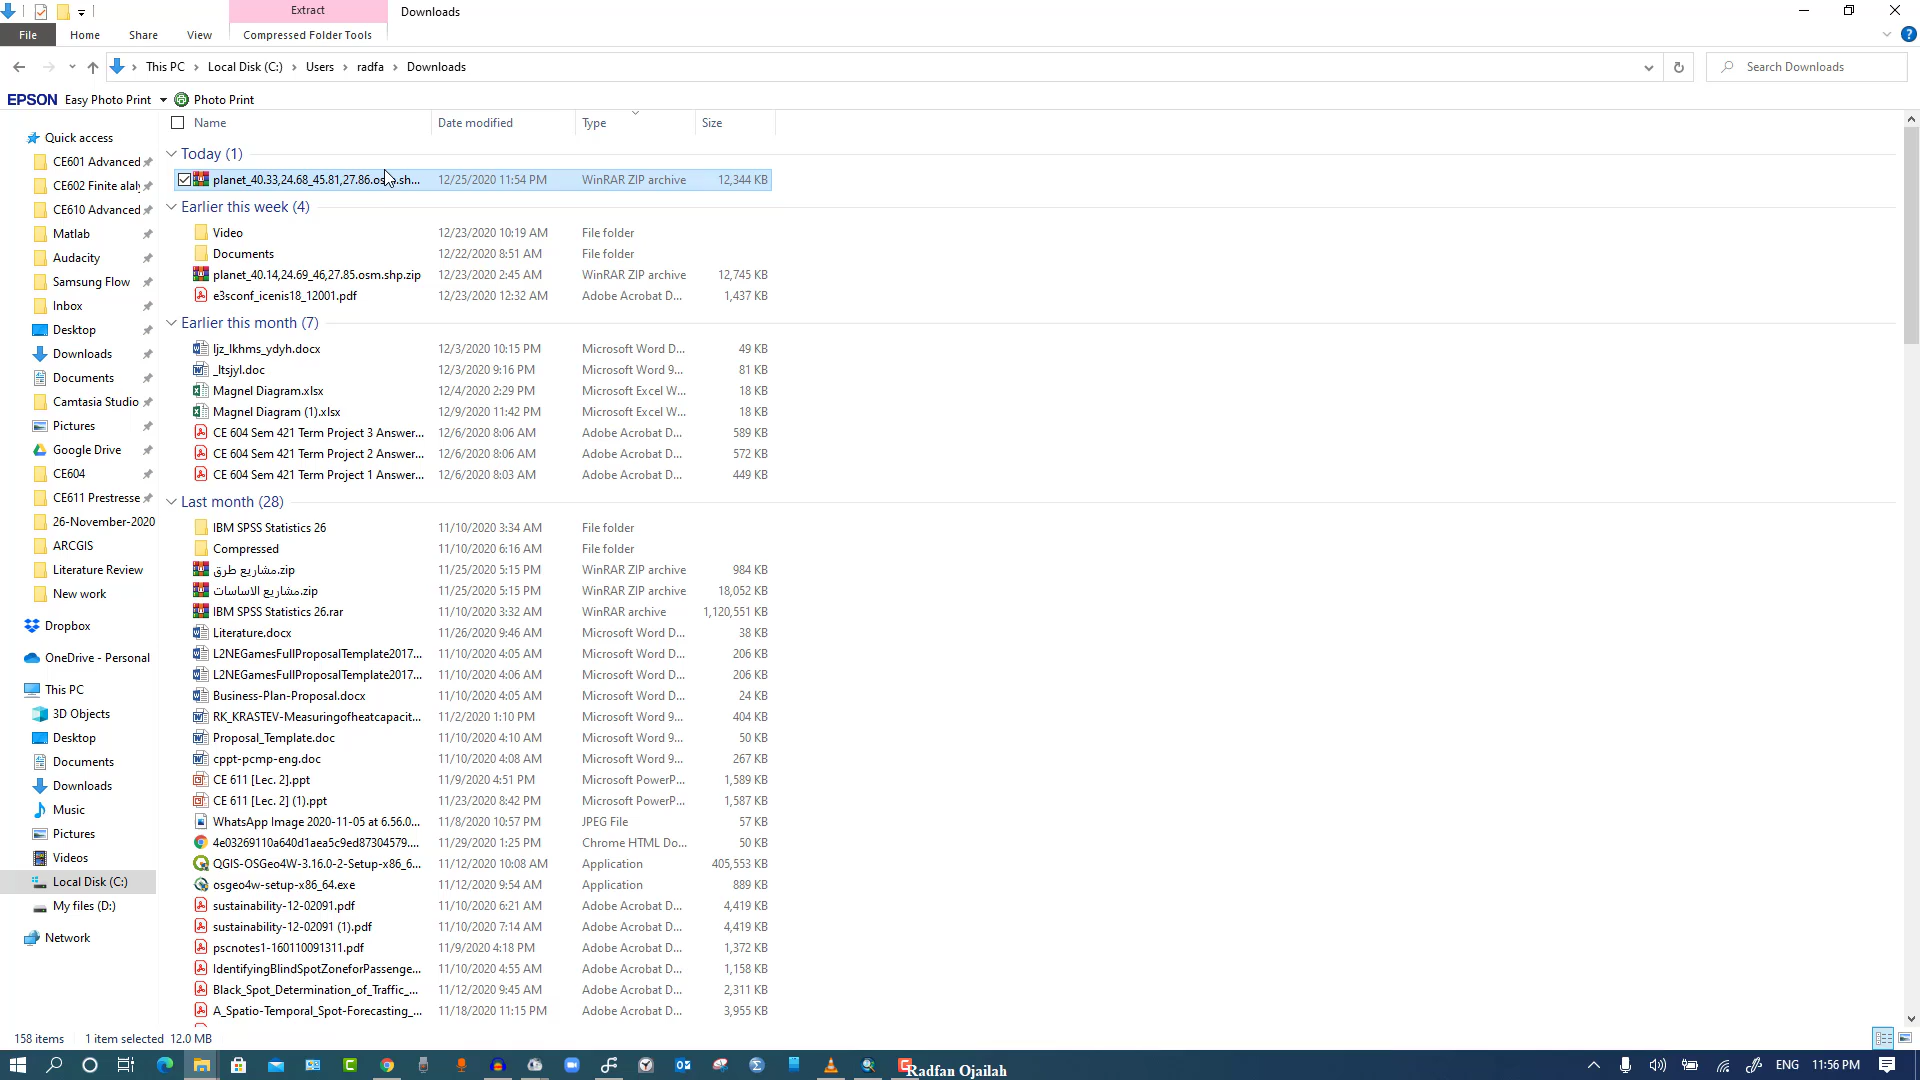 Extract
Downloads
File
Home
Share
View
Compressed Folder Tools
This PC
Local Disk (C:)
Users
radfa
Downloads
Search Downloads
EPSON Easy Photo Print
Photo Print
Name
Date modified
Type
Size
Quick access
CE601 Advanced
CE602 Finite alaly
CE610 Advanced
Matlab
Audacity
Samsung Flow
Inbox
Desktop
Downloads
Documents
Camtasia Studio
Pictures
Google Drive
CE604
CE611 Prestresse
26-November-2020
ARCGIS
Literature Review
New work
Dropbox
OneDrive - Personal
This PC
3D Objects
Desktop
Documents
Downloads
Music
Pictures
Videos
Local Disk (C:)
My files (D:)
Network
Today (1)
planet_40.33,24.68_45.81,27.86.osm.sh... 12/25/2020 11:54 PM WinRAR ZIP archive 12,344 KB
Earlier this week (4)
Video 12/23/2020 10:19 AM File folder
Documents 12/22/2020 8:51 AM File folder
planet_40.14,24.69_46,27.85.osm.shp.zip 12/23/2020 2:45 AM WinRAR ZIP archive 12,745 KB
e3sconf_icenis18_12001.pdf 12/23/2020 12:32 AM Adobe Acrobat D... 1,437 KB
Earlier this month (7)
ljz_lkhms_ydyh.docx 12/3/2020 10:15 PM Microsoft Word D... 49 KB
_ltsjyl.doc 12/3/2020 9:16 PM Microsoft Word 9... 81 KB
Magnel Diagram.xlsx 12/4/2020 2:29 PM Microsoft Excel W... 18 KB
Magnel Diagram (1).xlsx 12/9/2020 11:42 PM Microsoft Excel W... 18 KB
CE 604 Sem 421 Term Project 3 Answer... 12/6/2020 8:06 AM Adobe Acrobat D... 589 KB
CE 604 Sem 421 Term Project 2 Answer... 12/6/2020 8:06 AM Adobe Acrobat D... 572 KB
CE 604 Sem 421 Term Project 1 Answer... 12/6/2020 8:03 AM Adobe Acrobat D... 449 KB
Last month (28)
IBM SPSS Statistics 26 11/10/2020 3:34 AM File folder
Compressed 11/10/2020 6:16 AM File folder
مشاريع طرق.zip 11/25/2020 5:15 PM WinRAR ZIP archive 984 KB
مشاريع الاساسات.zip 11/25/2020 5:15 PM WinRAR ZIP archive 18,052 KB
IBM SPSS Statistics 26.rar 11/10/2020 3:32 AM WinRAR archive 1,120,551 KB
Literature.docx 11/26/2020 9:46 AM Microsoft Word D... 38 KB
L2NEGamesFullProposalTemplate2017... 11/10/2020 4:05 AM Microsoft Word D... 206 KB
L2NEGamesFullProposalTemplate2017... 11/10/2020 4:06 AM Microsoft Word D... 206 KB
Business-Plan-Proposal.docx 11/10/2020 4:05 AM Microsoft Word D... 24 KB
RK_KRASTEV-Measuringofheatcapacit... 11/2/2020 1:10 PM Microsoft Word 9... 404 KB
Proposal_Template.doc 11/10/2020 4:10 AM Microsoft Word 9... 50 KB
cppt-pcmp-eng.doc 11/10/2020 4:08 AM Microsoft Word 9... 267 KB
CE 611 [Lec. 2].ppt 11/9/2020 4:51 PM Microsoft PowerP... 1,589 KB
CE 611 [Lec. 2] (1).ppt 11/23/2020 8:42 PM Microsoft PowerP... 1,587 KB
WhatsApp Image 2020-11-05 at 6.56.0... 11/8/2020 10:57 PM JPEG File 57 KB
4e03269110a640d1aea5c9ed87304579.... 11/29/2020 1:25 PM Chrome HTML Do... 50 KB
QGIS-OSGeo4W-3.16.0-2-Setup-x86_6... 11/12/2020 10:08 AM Application 405,553 KB
osgeo4w-setup-x86_64.exe 11/12/2020 9:54 AM Application 889 KB
sustainability-12-02091.pdf 11/10/2020 6:21 AM Adobe Acrobat D... 4,419 KB
sustainability-12-02091 (1).pdf 11/10/2020 7:14 AM Adobe Acrobat D... 4,419 KB
pscnotes1-160110091311.pdf 11/9/2020 4:18 PM Adobe Acrobat D... 1,372 KB
IdentifyingBlindSpotZoneforPassenge... 11/10/2020 4:55 AM Adobe Acrobat D... 1,158 KB
Black_Spot_Determination_of_Traffic_... 11/12/2020 9:45 AM Adobe Acrobat D... 2,311 KB
A_Spatio-Temporal_Spot-Forecasting_... 11/18/2020 11:15 PM Adobe Acrobat D... 3,955 KB
158 items 1 item selected 12.0 MB
Radfan Ojailah
ENG 11:56 PM